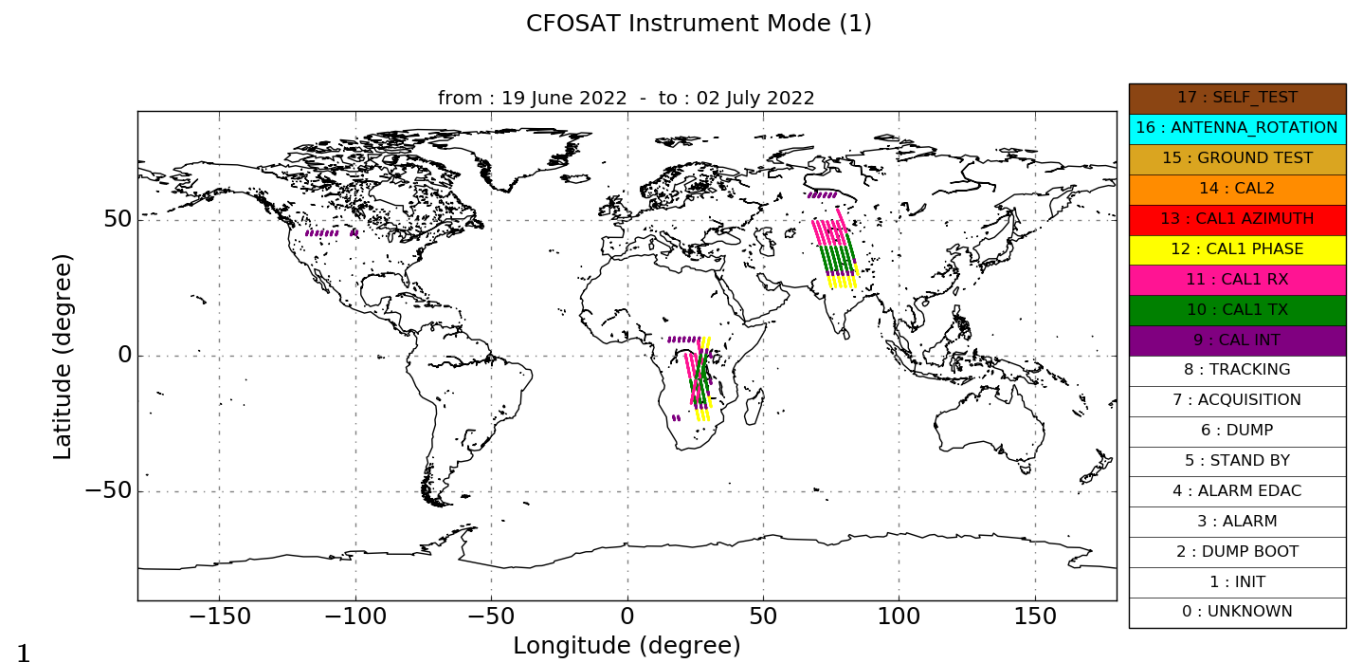 CFOSAT Instrument Mode (1)
from : 19 June 2022 - to : 02 July 2022
17 : SELF_TEST
16 : ANTENNA_ROTATION
15 : GROUND TEST
14 : CAL2
13 : CAL1 AZIMUTH
12 : CAL1 PHASE
11 : CAL1 RX
10 : CAL1 TX
9 : CAL INT
8 : TRACKING
7 : ACQUISITION
6 : DUMP
5 : STAND BY
4 : ALARM EDAC
3 : ALARM
2 : DUMP BOOT
1 : INIT
0 : UNKNOWN
Latitude (degree)
50
0
−50
−150 −100 −50 0 50 100 150
Longitude (degree)
1